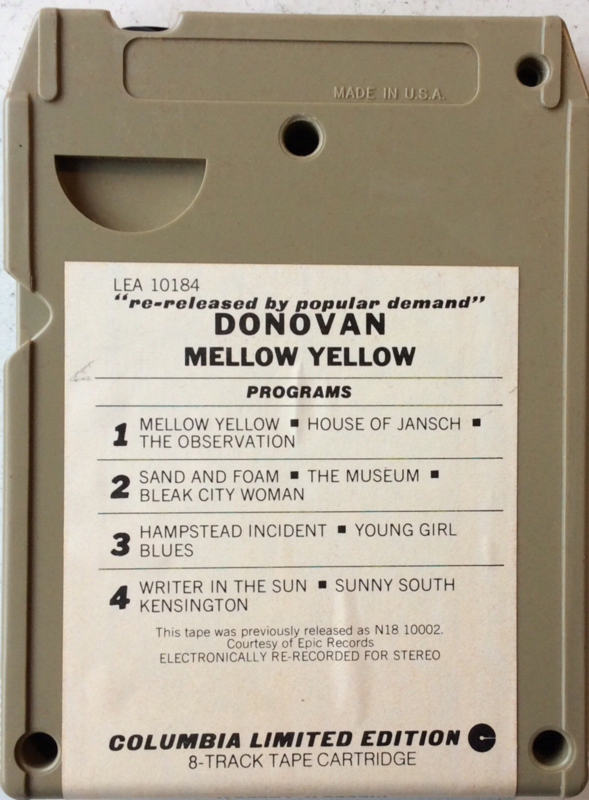 MADE IN U.S.A.
LEA 10184
"re-released by popular demand"
DONOVAN
MELLOW YELLOW
PROGRAMS
1 MELLOW YELLOW ■ HOUSE OF JANSCH ■
THE OBSERVATION
2 SAND AND FOAM ■ THE MUSEUM ■
BLEAK CITY WOMAN
3 HAMPSTEAD INCIDENT ■ YOUNG GIRL
BLUES
4 WRITER IN THE SUN ■ SUNNY SOUTH
KENSINGTON
This tape was previously released as N18 10002.
Courtesy of Epic Records
ELECTRONICALLY RE-RECORDED FOR STEREO
COLUMBIA LIMITED EDITION
8-TRACK TAPE CARTRIDGE